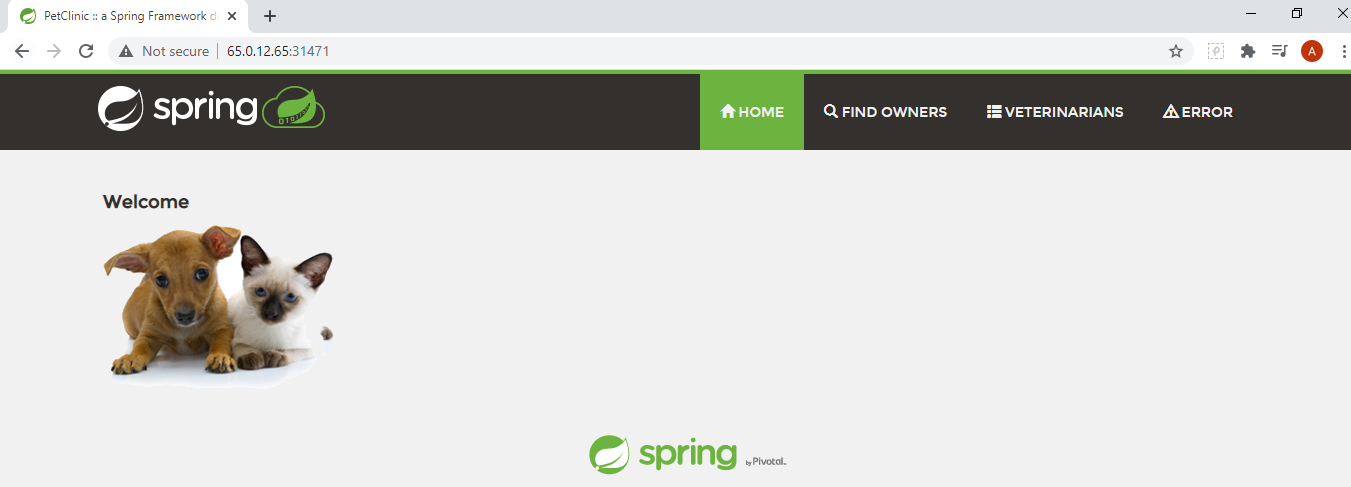 PetClinic :: a Spring Framework d
Not secure 65.0.12.65:31471
A
spring
HOME FIND OWNERS VETERINARIANS ERROR
Welcome
spring by Pivotal